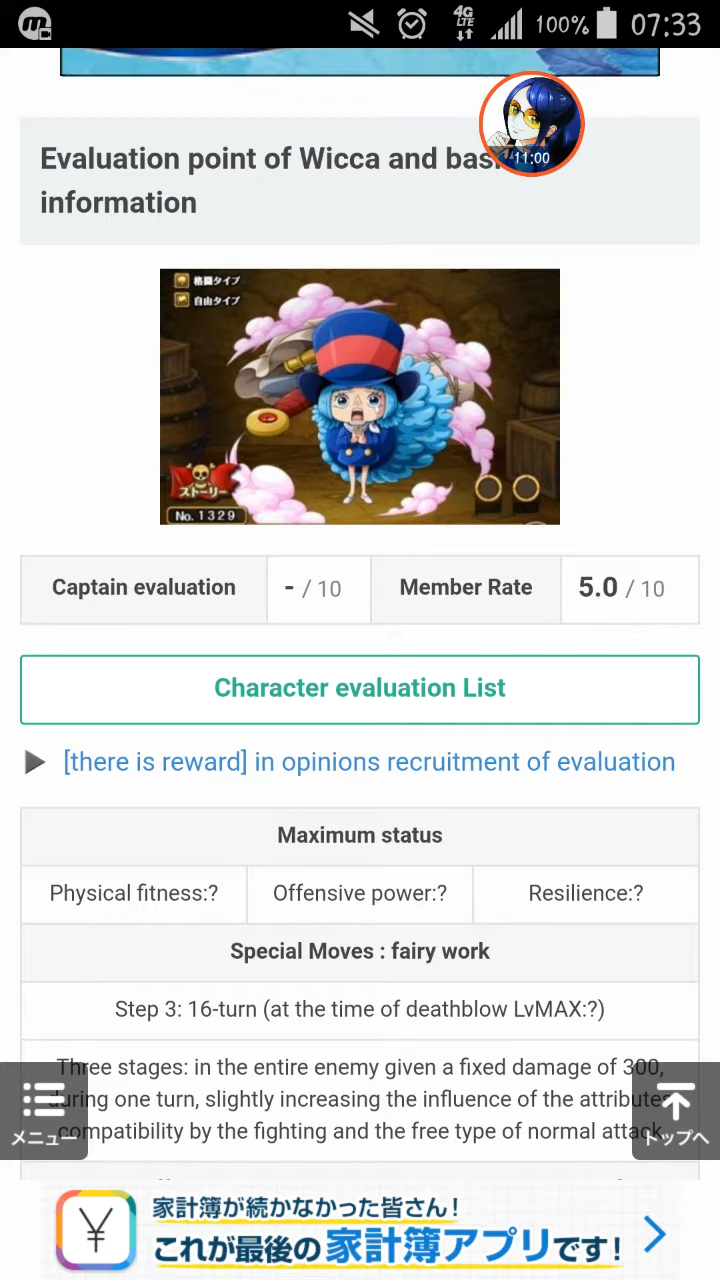 4G
LTE
100%
07:33
Evaluation point of Wicca and bas
11:00
information
格闘タイプ
自由タイプ
ストーリー
No.1329
Captain evaluation
- / 10
Member Rate
5.0 / 10
Character evaluation List
[there is reward] in opinions recruitment of evaluation
Maximum status
Physical fitness:?
Offensive power:?
Resilience:?
Special Moves : fairy work
Step 3: 16-turn (at the time of deathblow LvMAX:?)
Three stages: in the entire enemy given a fixed damage of 300,
during one turn, slightly increasing the influence of the attributes
compatibility by the fighting and the free type of normal attack.
メニュー
トップへ
家計簿が続かなかった皆さん!
これが最後の家計簿アプリです!